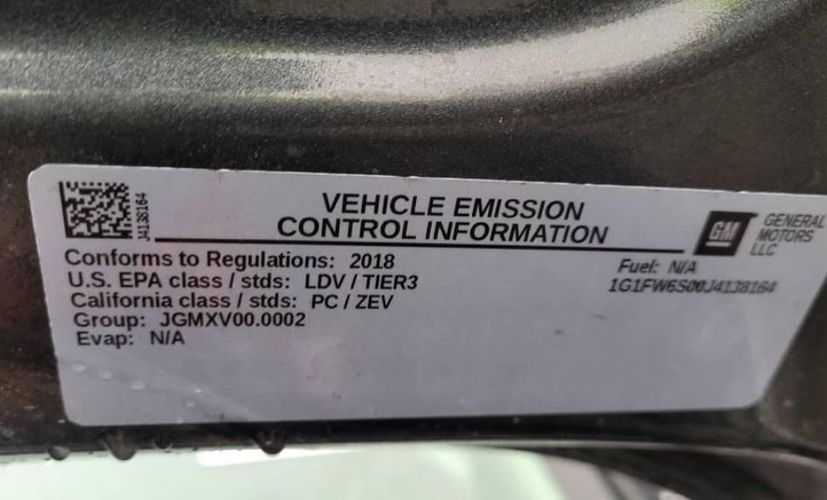 J4138164
VEHICLE EMISSION
CONTROL INFORMATION
GM
GENERAL
MOTORS
LLC
Conforms to Regulations: 2018
U.S. EPA class / stds: LDV / TIER3
California class / stds: PC / ZEV
Group: JGMXV00.0002
Evap: N/A
Fuel: N/A
1G1FW6S00J4138164